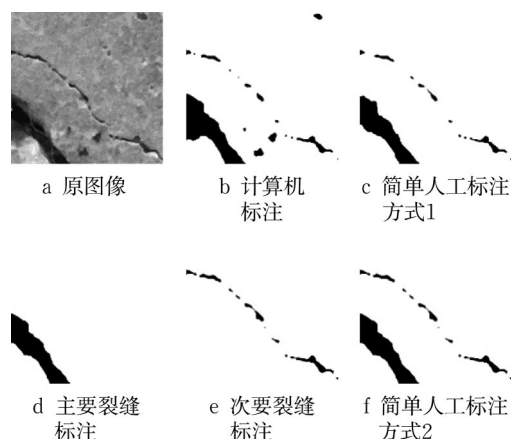 a 原图像
b 计算机
标注
c 简单人工标注
方式1
d 主要裂缝
标注
e 次要裂缝
标注
f 简单人工标注
方式2